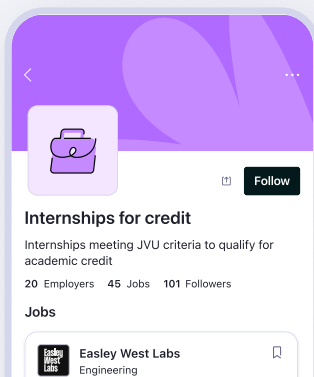 Follow
Internships for credit
Internships meeting JVU criteria to qualify for
academic credit
20 Employers 45 Jobs 101 Followers
Jobs
Easley
West
Labs
Easley West Labs
Engineering